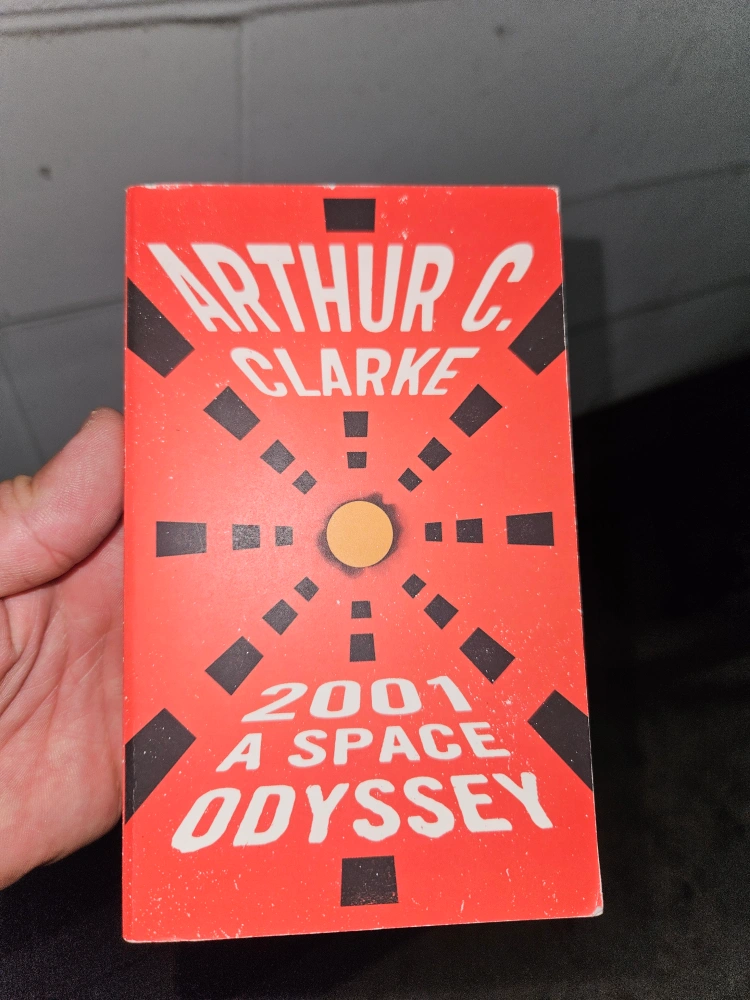 ARTHUR C.
CLARKE
2001
A SPACE
ODYSSEY